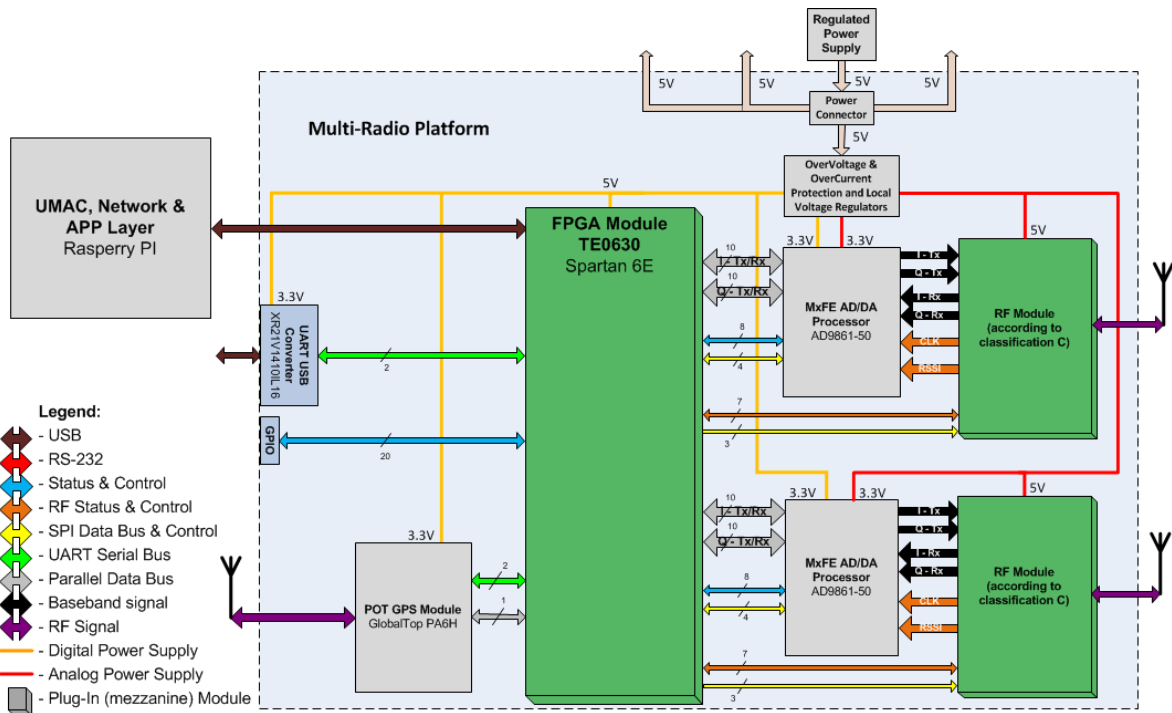 Regulated
Power
Supply
5V
5V
5V
5V
Power
Connector
5V
Multi-Radio Platform
OverVoltage &
OverCurrent
Protection and Local
Voltage Regulators
5V
UMAC, Network &
APP Layer
Rasperry PI
FPGA Module
TE0630
Spartan 6E
3.3V
3.3V
5V
10
I - Tx/Rx
10
Q - Tx/Rx
8
4
MxFE AD/DA
Processor
AD9861-50
I - Tx
Q - Tx
I - Rx
Q - Rx
CLK
RSSI
RF Module
(according to
classification C)
7
3
3.3V
UART USB
Converter
XR21V1410IL16
2
GPIO
20
3.3V
3.3V
5V
10
I - Tx/Rx
10
Q - Tx/Rx
8
4
MxFE AD/DA
Processor
AD9861-50
I - Tx
Q - Tx
I - Rx
Q - Rx
CLK
RSSI
RF Module
(according to
classification C)
7
3
3.3V
POT GPS Module
GlobalTop PA6H
2
1
Legend:
- USB
- RS-232
- Status & Control
- RF Status & Control
- SPI Data Bus & Control
- UART Serial Bus
- Parallel Data Bus
- Baseband signal
- RF Signal
- Digital Power Supply
- Analog Power Supply
- Plug-In (mezzanine) Module